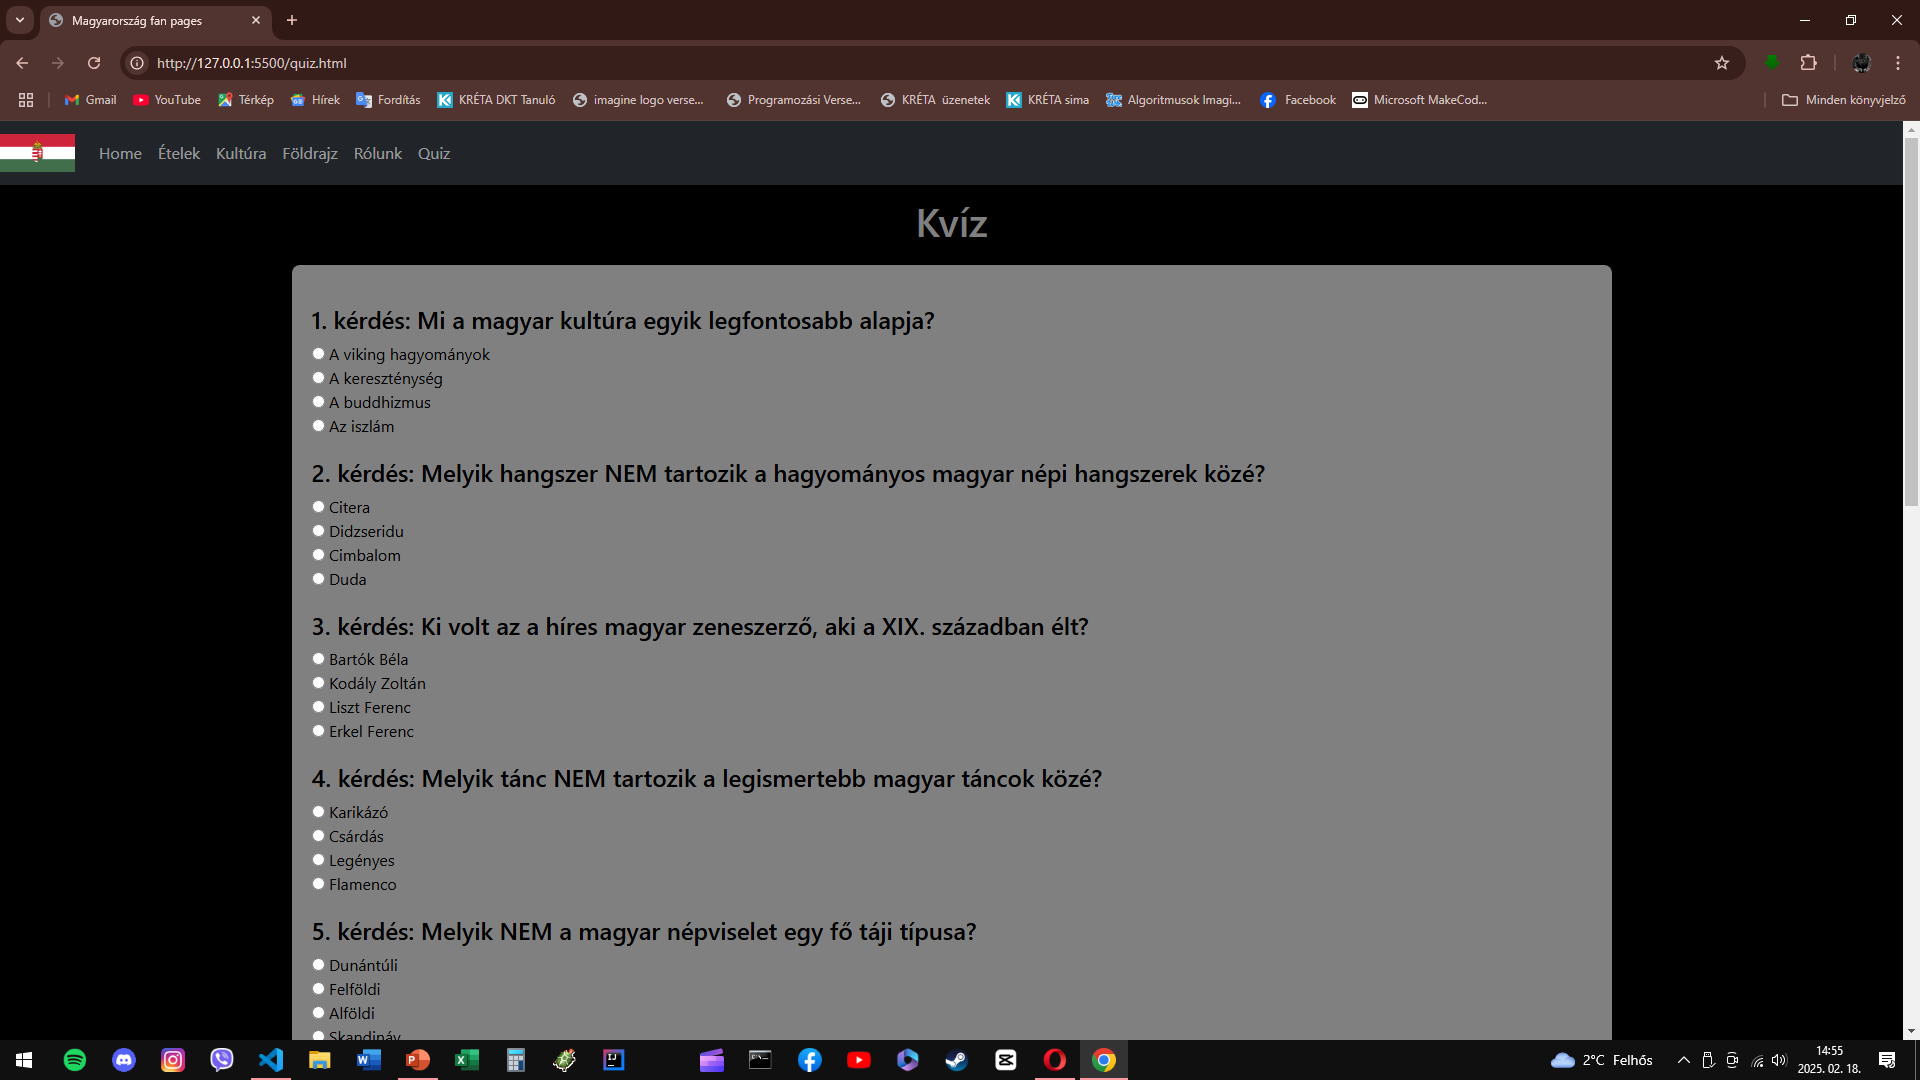 Magyarország fan pages
http://127.0.0.1:5500/quiz.html
Gmail
YouTube
Térkép
Hírek
Fordítás
KRÉTA DKT Tanuló
imagine logo verse...
Programozási Verse...
KRÉTA üzenetek
KRÉTA sima
Algoritmusok Imagi...
Facebook
Microsoft MakeCod...
Minden könyvjelző
Home Ételek Kultúra Földrajz Rólunk Quiz
Kvíz
1. kérdés: Mi a magyar kultúra egyik legfontosabb alapja?
A viking hagyományok
A kereszténység
A buddhizmus
Az iszlám
2. kérdés: Melyik hangszer NEM tartozik a hagyományos magyar népi hangszerek közé?
Citera
Didzseridu
Cimbalom
Duda
3. kérdés: Ki volt az a híres magyar zeneszerző, aki a XIX. században élt?
Bartók Béla
Kodály Zoltán
Liszt Ferenc
Erkel Ferenc
4. kérdés: Melyik tánc NEM tartozik a legismertebb magyar táncok közé?
Karikázó
Csárdás
Legényes
Flamenco
5. kérdés: Melyik NEM a magyar népviselet egy fő táji típusa?
Dunántúli
Felföldi
Alföldi
Skandináv
2°C Felhős
14:55
2025. 02. 18.